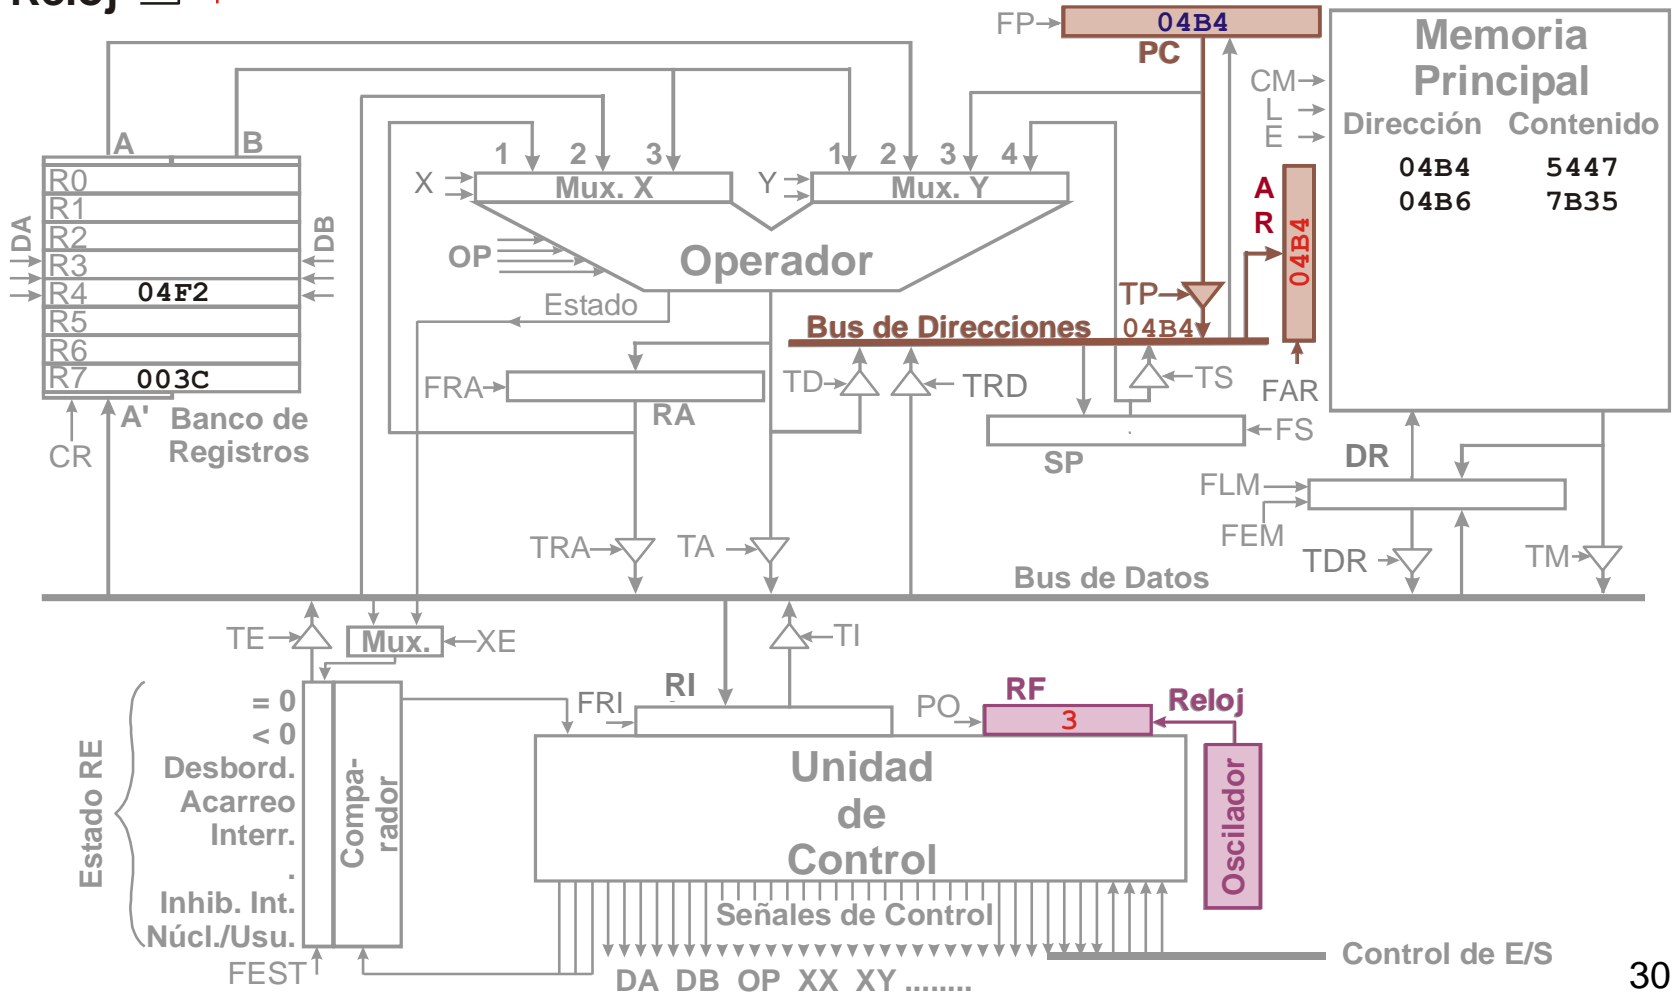 Reloj
FP
04B4
PC
Memoria
Principal
Dirección Contenido
04B4 5447
04B6 7B35
CM
L
E
A B
1 2 3
1 2 3 4
X
Mux. X
Y
Mux. Y
A
R
04B4
R0
R1
R2
R3
R4 04F2
R5
R6
R7 003C
DA
DB
OP
Operador
Estado
TP
Bus de Direcciones 04B4
FRA
RA
TD
TRD
TS
FAR
A'
Banco de
Registros
CR
SP
FS
DR
FLM
FEM
TRA
TA
TDR
TM
Bus de Datos
TE
Mux.
XE
TI
RI
FRI
PO
RF
3
Reloj
Oscilador
Estado RE
= 0
< 0
Desbord.
Acarreo
Interr.
.
Inhib. Int.
Núcl./Usu.
Compa-
rador
FEST
Unidad
de
Control
Señales de Control
DA DB OP XX XY ........
Control de E/S
30